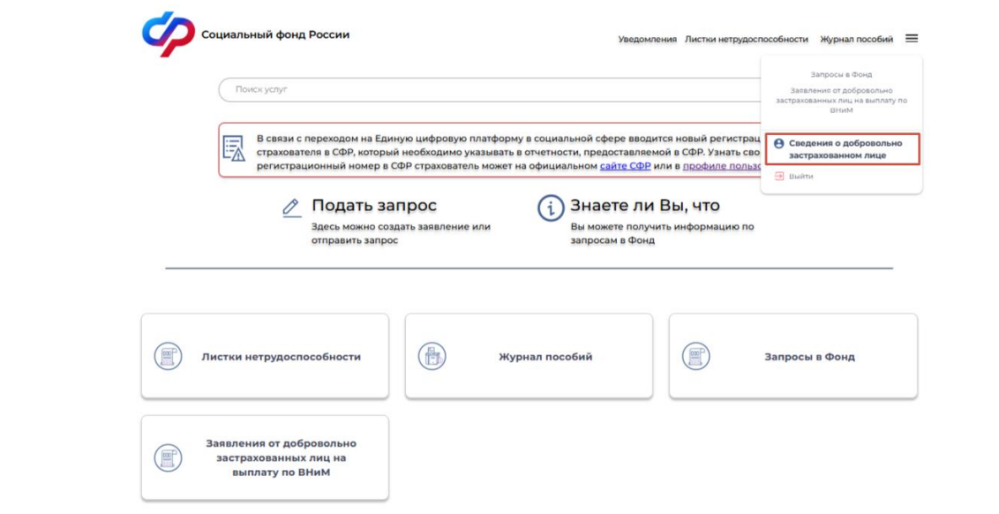 Социальный фонд России
Уведомления Листки нетрудоспособности Журнал пособий
Запросы в Фонд
Заявления от добровольно
застрахованных лиц на выплату по
ВНиМ
Сведения о добровольно
застрахованном лице
Выйти
Поиск услуг
В связи с переходом на Единую цифровую платформу в социальной сфере вводится новый регистрац
страхователя в СФР, который необходимо указывать в отчетности, предоставляемой в СФР. Узнать сво
регистрационный номер в СФР страхователь может на официальном сайте СФР или в профиле польз
Подать запрос
Здесь можно создать заявление или
отправить запрос
Знаете ли Вы, что
Вы можете получить информацию по
запросам в Фонд
Листки нетрудоспособности
Журнал пособий
Запросы в Фонд
Заявления от добровольно
застрахованных лиц на
выплату по ВНиМ